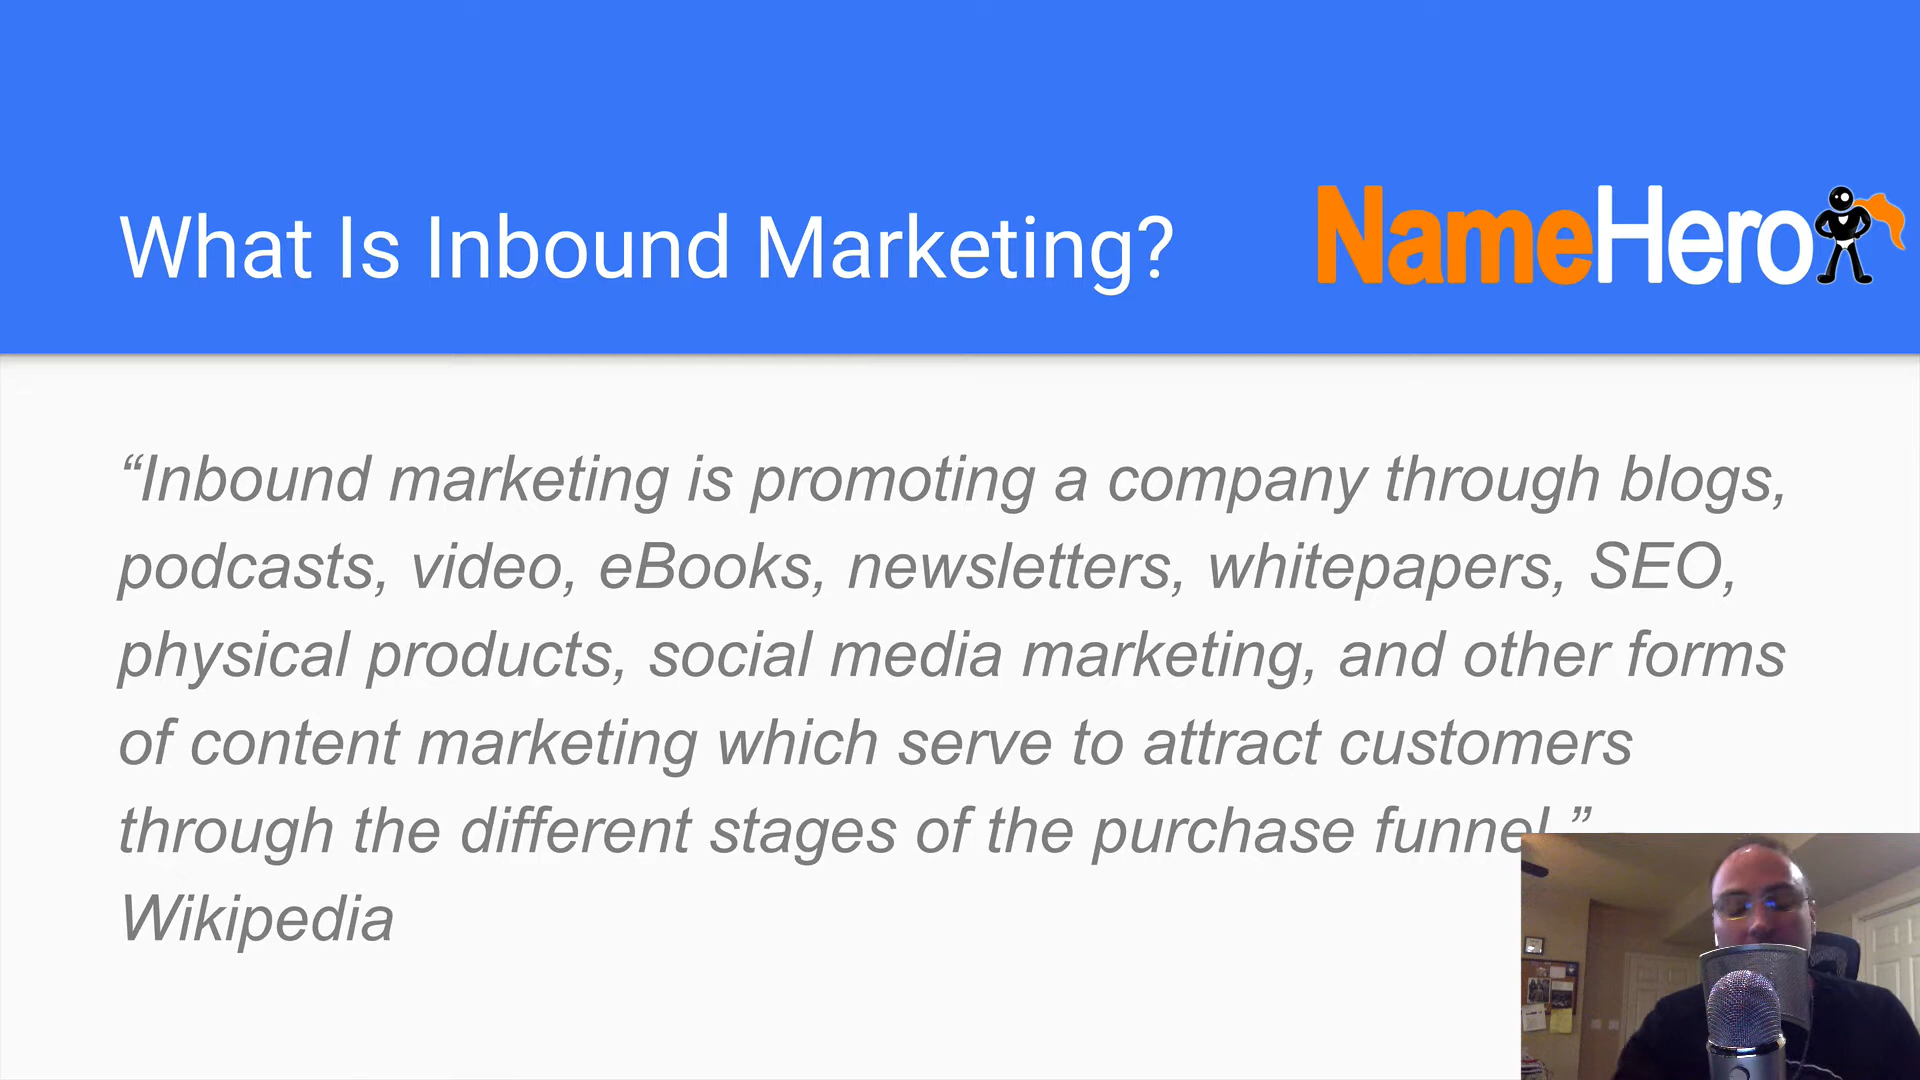 What Is Inbound Marketing?
NameHero
“Inbound marketing is promoting a company through blogs,
podcasts, video, eBooks, newsletters, whitepapers, SEO,
physical products, social media marketing, and other forms
of content marketing which serve to attract customers
through the different stages of the purchase funnel.”
Wikipedia